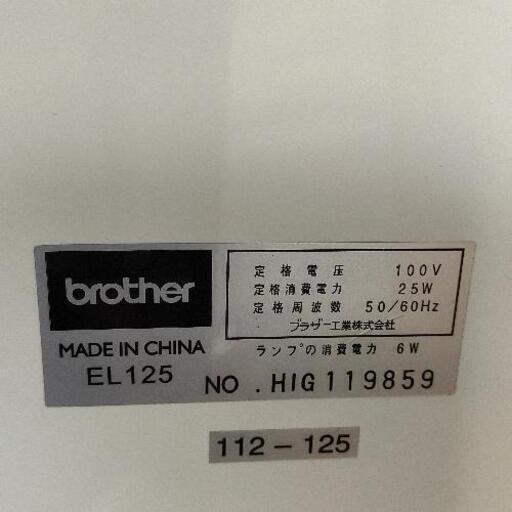 brother
MADE IN CHINA
EL125
定格電圧 100V
定格消費電力 25W
定格周波数 50/60Hz
ブラザー工業株式会社
ランプの消費電力 6W
NO.HIG119859
112-125